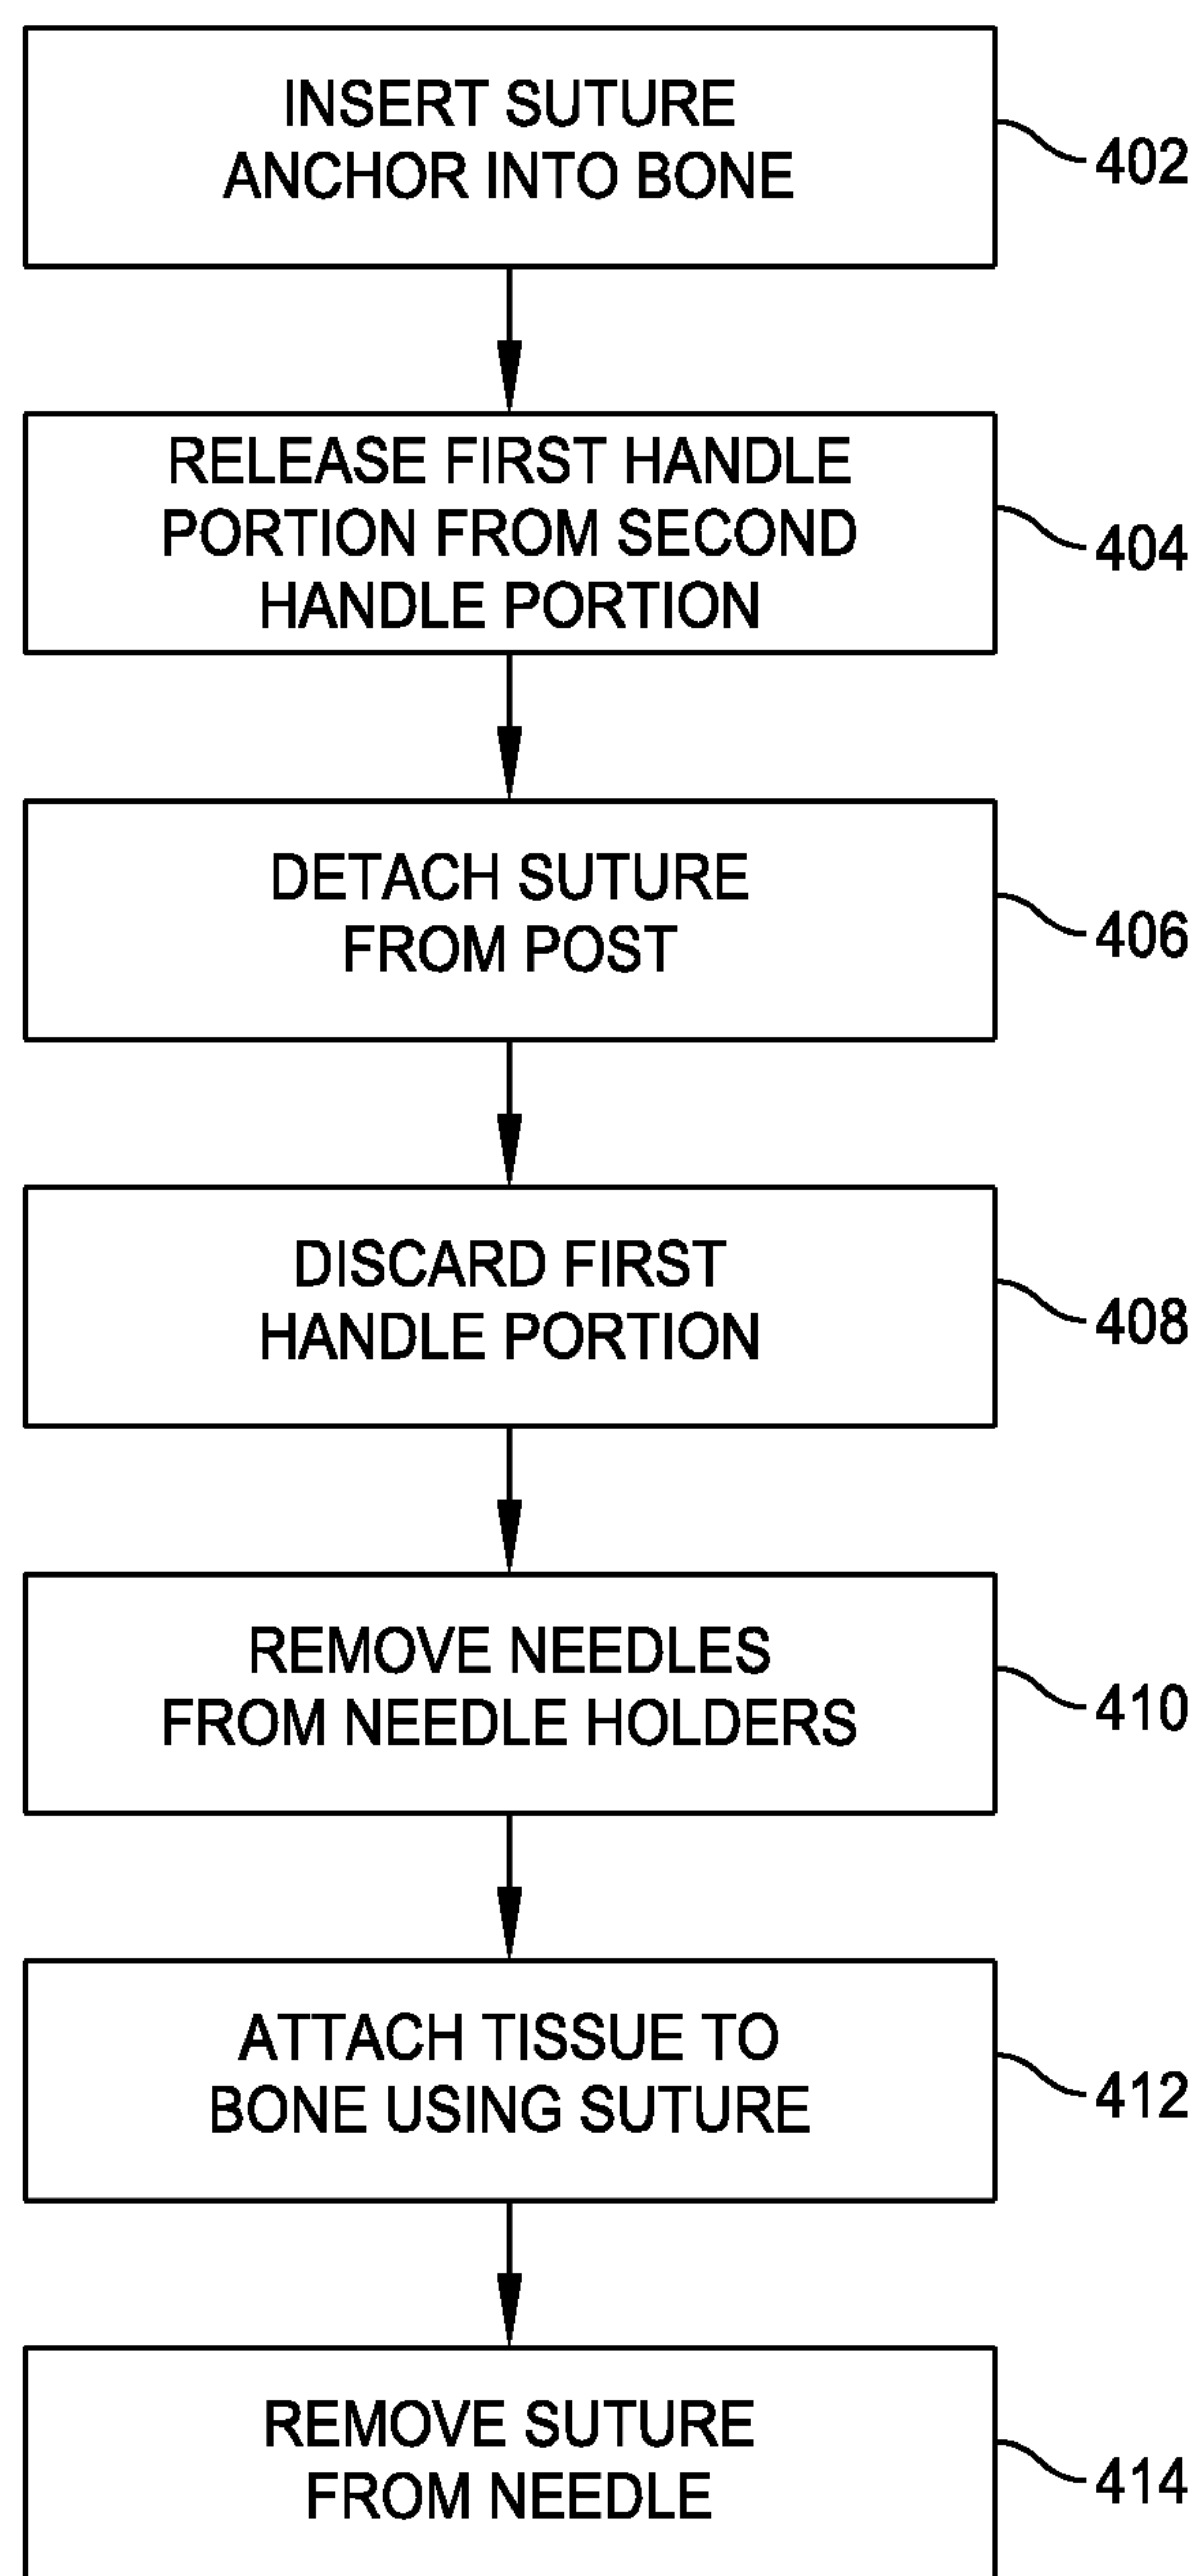 INSERT SUTURE
ANCHOR INTO BONE
402
RELEASE FIRST HANDLE
PORTION FROM SECOND
HANDLE PORTION
404
DETACH SUTURE
FROM POST
406
DISCARD FIRST
HANDLE PORTION
408
REMOVE NEEDLES
FROM NEEDLE HOLDERS
410
ATTACH TISSUE TO
BONE USING SUTURE
412
REMOVE SUTURE
FROM NEEDLE
414